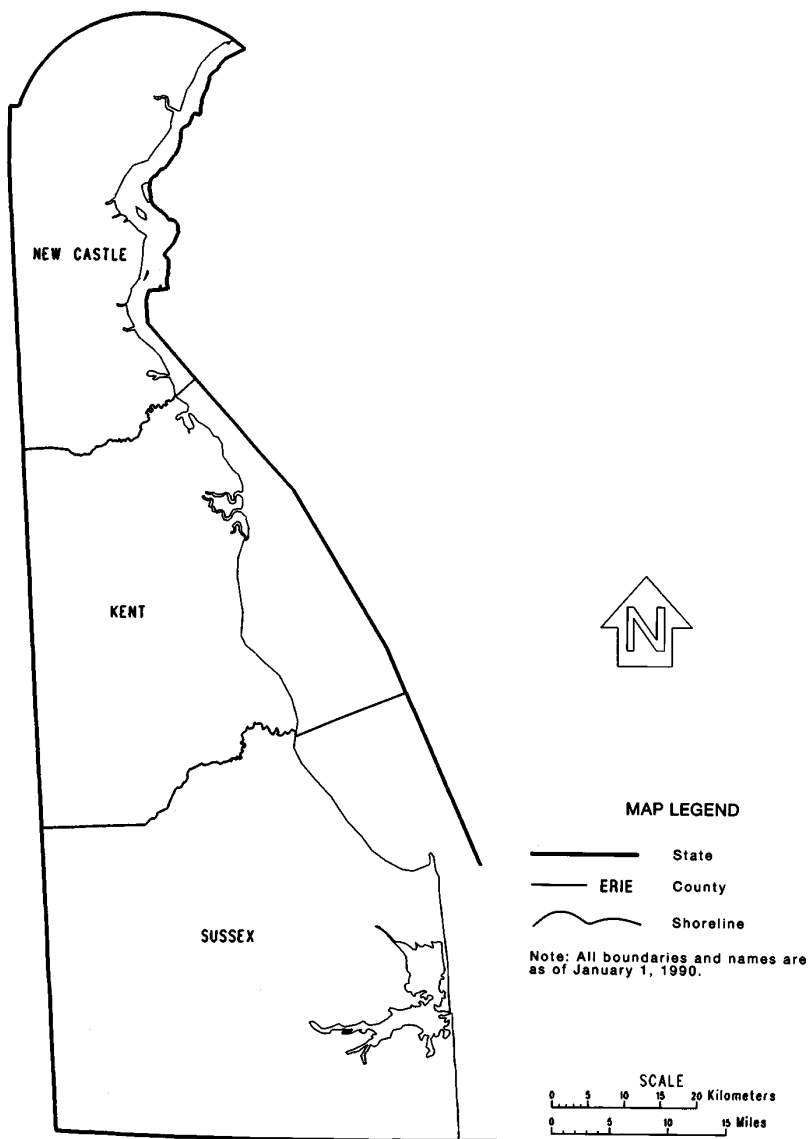 NEW CASTLE
KENT
N
SUSSEX
MAP LEGEND
State
ERIE County
Shoreline
Note: All boundaries and names are
as of January 1, 1990.
SCALE
0 5 10 15 20 Kilometers
0 5 10 15 Miles